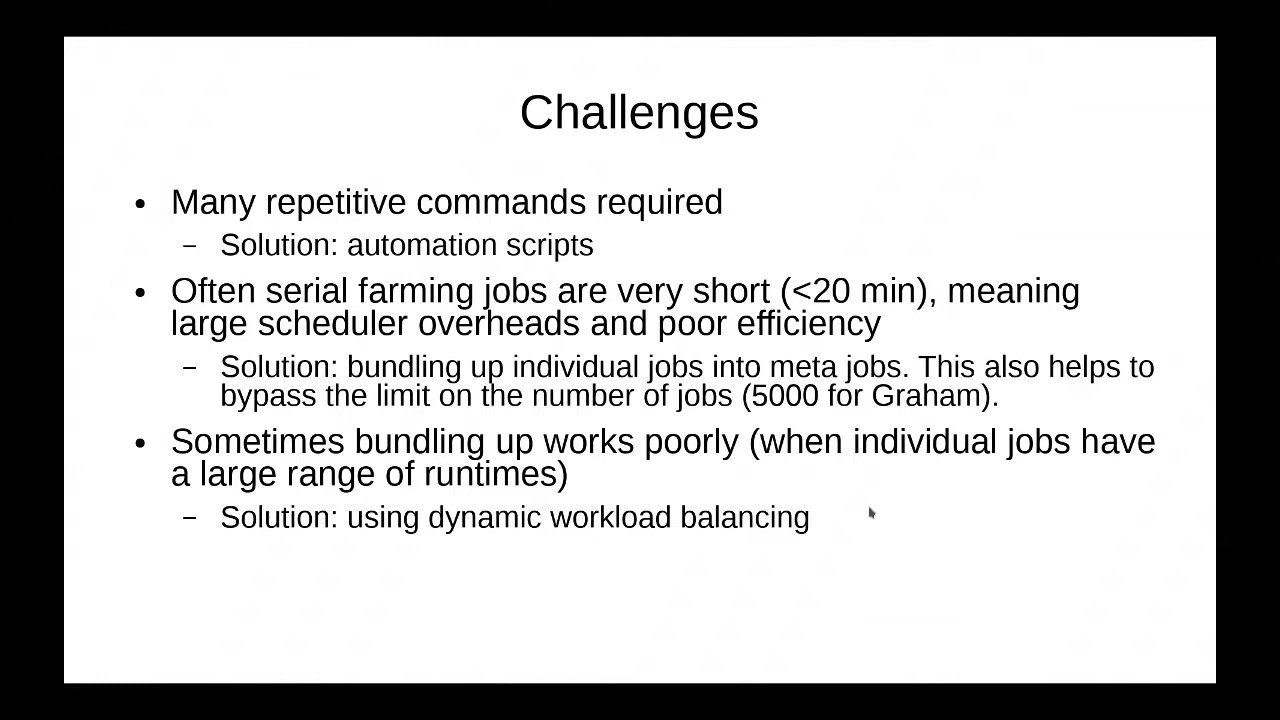 Challenges
• Many repetitive commands required
– Solution: automation scripts
• Often serial farming jobs are very short (<20 min), meaning
large scheduler overheads and poor efficiency
– Solution: bundling up individual jobs into meta jobs. This also helps to
bypass the limit on the number of jobs (5000 for Graham).
• Sometimes bundling up works poorly (when individual jobs have
a large range of runtimes)
– Solution: using dynamic workload balancing